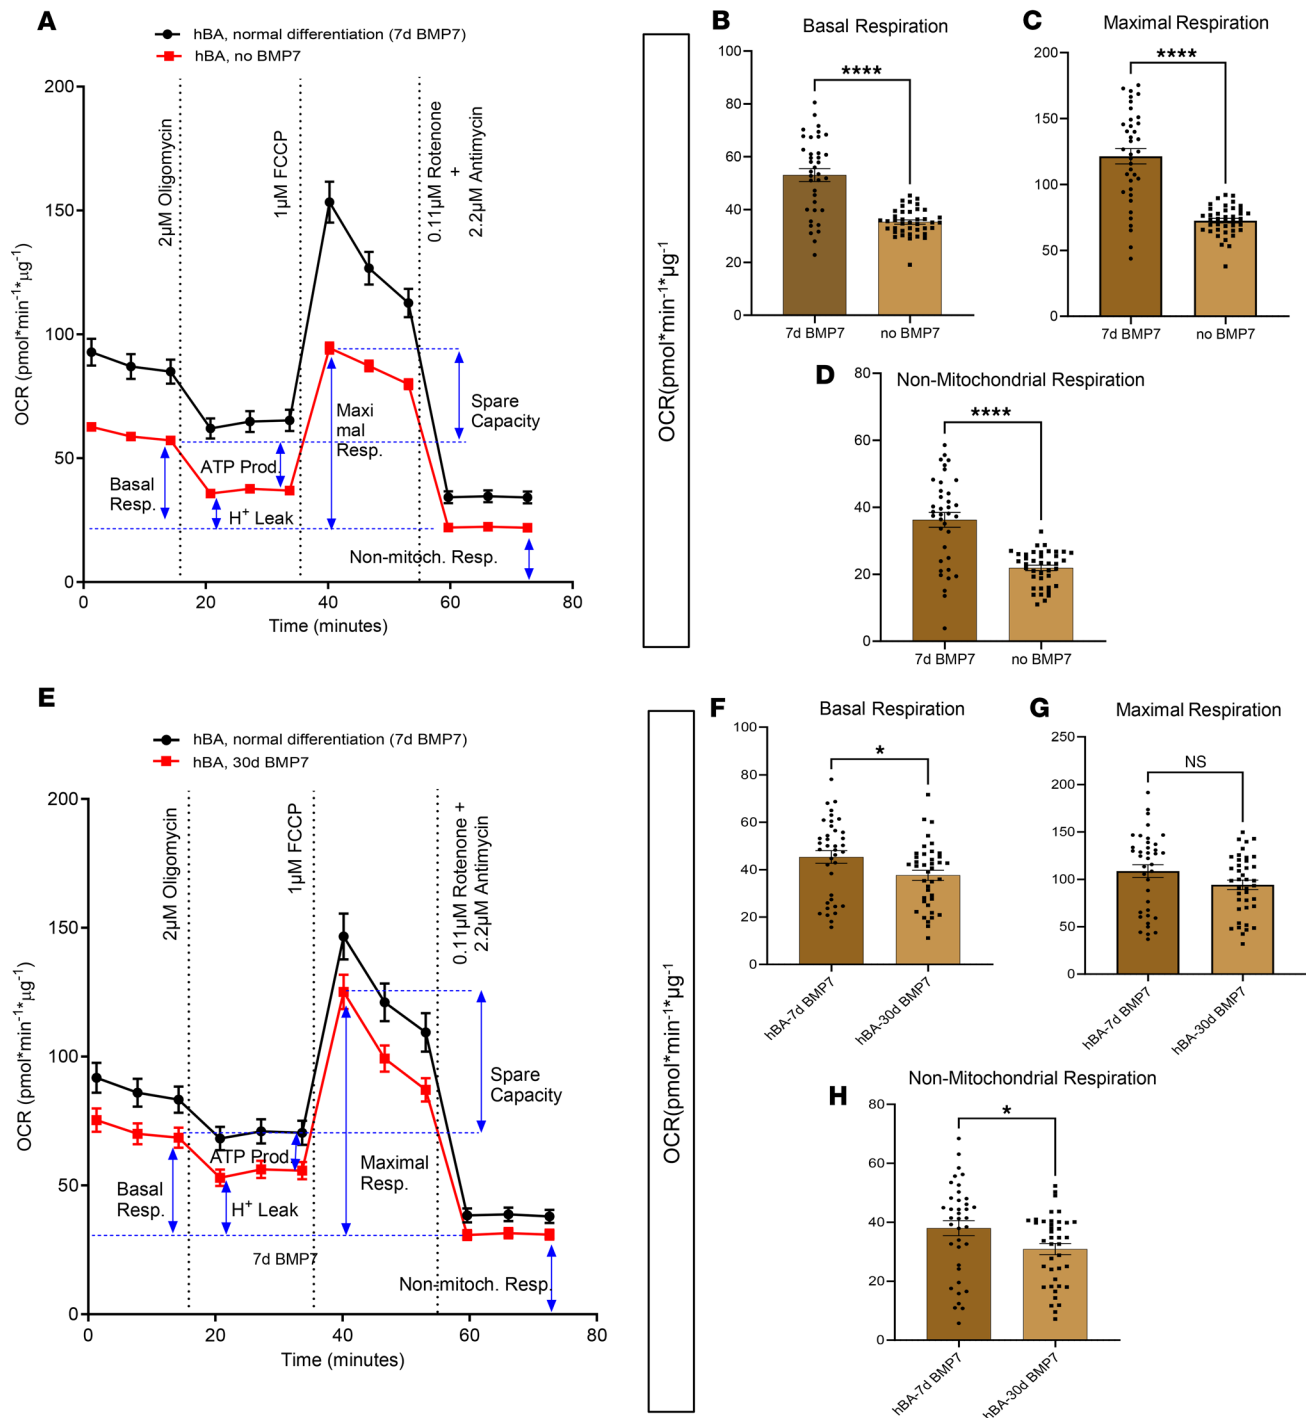 A
hBA, normal differentiation (7d BMP7)
hBA, no BMP7
200
150
100
50
0
OCR (pmol*min⁻¹*µg⁻¹)
2µM Oligomycin
1µM FCCP
0.11µM Rotenone
+
2.2µM Antimycin
Spare
Capacity
Maxi
mal
Resp.
ATP Prod.
Basal
Resp.
H⁺ Leak
Non-mitoch. Resp.
0
20
40
60
80
Time (minutes)
OCR(pmol*min⁻¹*µg⁻¹
B
Basal Respiration
****
100
80
60
40
20
0
7d BMP7
no BMP7
C
Maximal Respiration
****
200
150
100
50
0
7d BMP7
no BMP7
D
Non-Mitochondrial Respiration
****
80
60
40
20
0
7d BMP7
no BMP7
E
hBA, normal differentiation (7d BMP7)
hBA, 30d BMP7
200
150
100
50
0
OCR (pmol*min⁻¹*µg⁻¹)
2µM Oligomycin
1µM FCCP
0.11µM Rotenone +
2.2µM Antimycin
Spare
Capacity
Maximal
Resp.
ATP Prod.
Basal
Resp.
H⁺ Leak
7d BMP7
Non-mitoch. Resp.
0
20
40
60
80
Time (minutes)
OCR(pmol*min⁻¹*µg⁻¹
F
Basal Respiration
*
100
80
60
40
20
0
hBA-7d BMP7
hBA-30d BMP7
G
Maximal Respiration
NS
250
200
150
100
50
0
hBA-7d BMP7
hBA-30d BMP7
H
Non-Mitochondrial Respiration
*
80
60
40
20
0
hBA-7d BMP7
hBA-30d BMP7